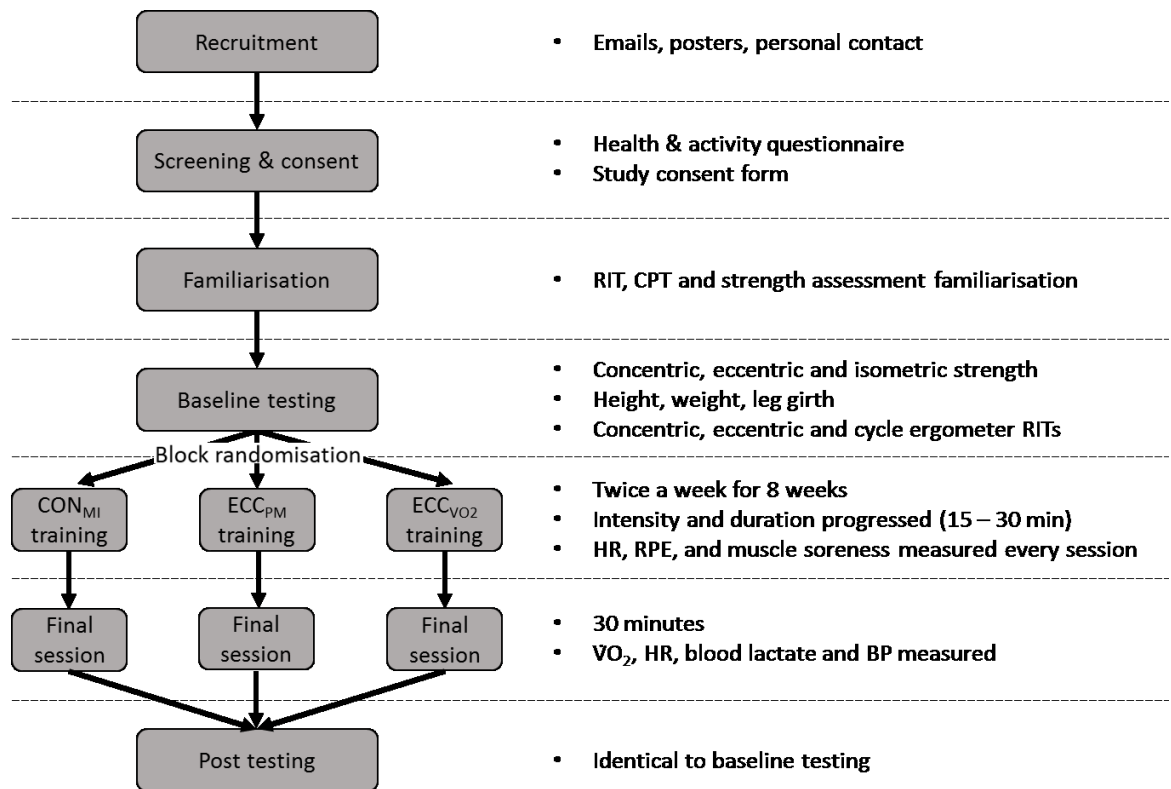 Recruitment
• Emails, posters, personal contact
Screening & consent
• Health & activity questionnaire
• Study consent form
Familiarisation
• RIT, CPT and strength assessment familiarisation
Baseline testing
• Concentric, eccentric and isometric strength
• Height, weight, leg girth
• Concentric, eccentric and cycle ergometer RITs
Block randomisation
CON_MI
training
ECC_PM
training
ECC_VO2
training
• Twice a week for 8 weeks
• Intensity and duration progressed (15 – 30 min)
• HR, RPE, and muscle soreness measured every session
Final
session
Final
session
Final
session
• 30 minutes
• V̇O₂, HR, blood lactate and BP measured
Post testing
• Identical to baseline testing